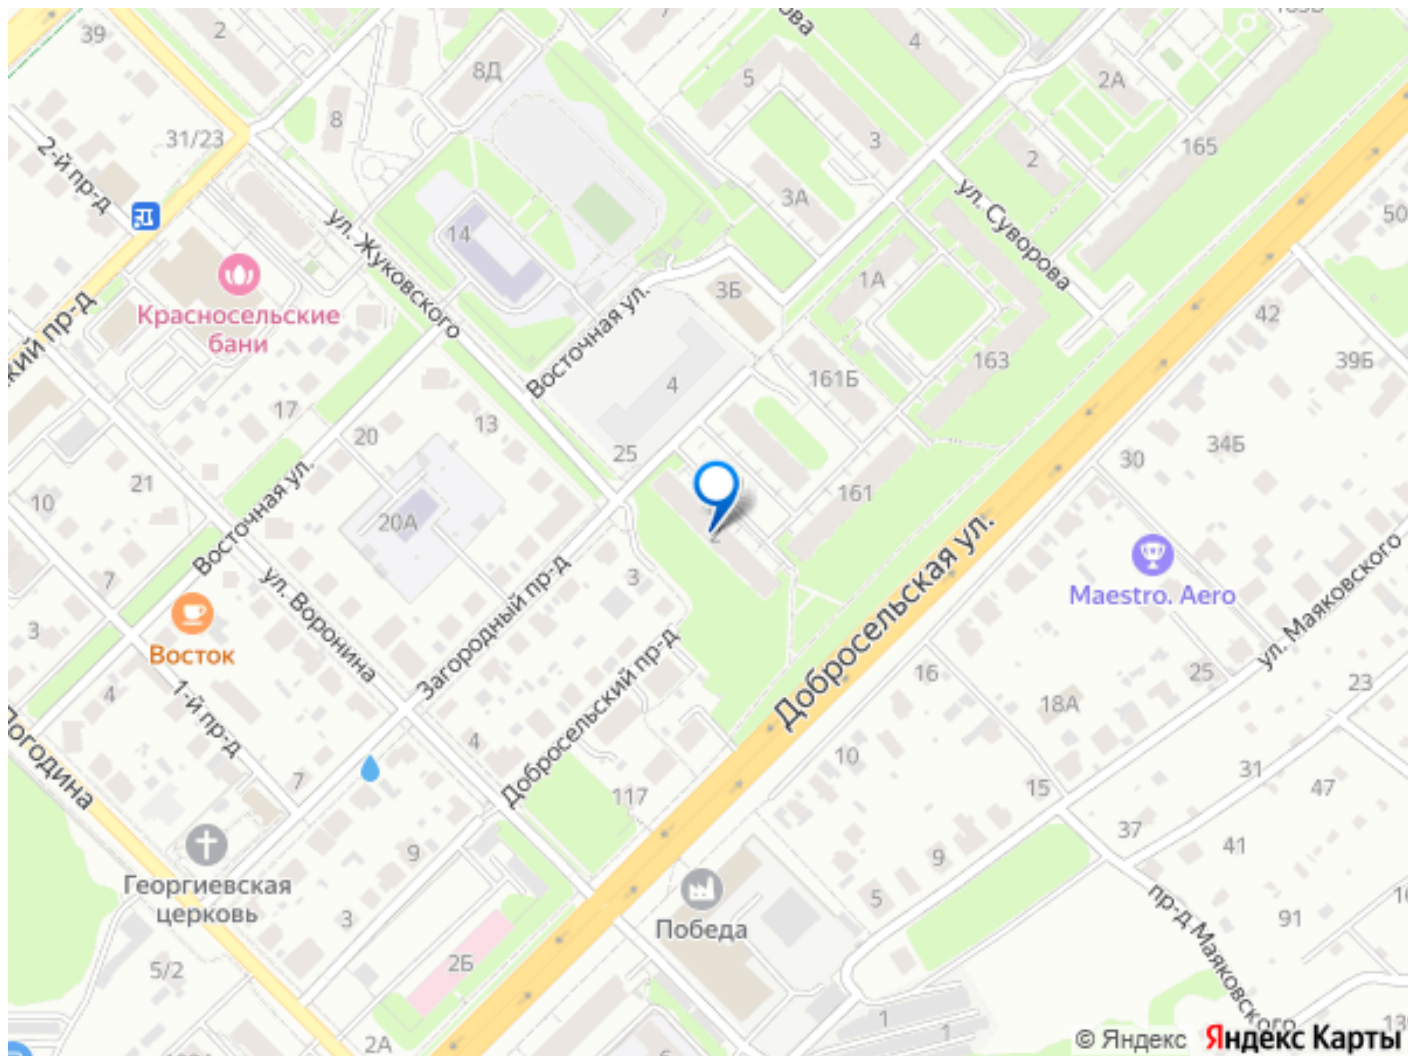 39
2
8Д
5
4
2А
31/23
8
3
2
165
2-й пр-д
3А
ул. Суворова
50
14
ул. Жуковского
1А
3Б
42
Красносельские
бани
Восточная ул.
кий пр-д
4
161Б
163
39Б
17
20
13
25
34Б
30
10
21
161
20А
Восточная ул.
2
Добросельская ул.
3
Maestro. Aero
7
ул. Воронина
Загородный пр-д
ул. Маяковского
3
Восток
16
25
23
4
1-й пр-д
Добросельский пр-д
18А
Погодина
4
10
31
7
117
15
47
37
41
9
9
Георгиевская
церковь
5
3
Победа
91
пр-д Маяковского
5/2
2Б
1
1
2А
© Яндекс Яндекс Карты